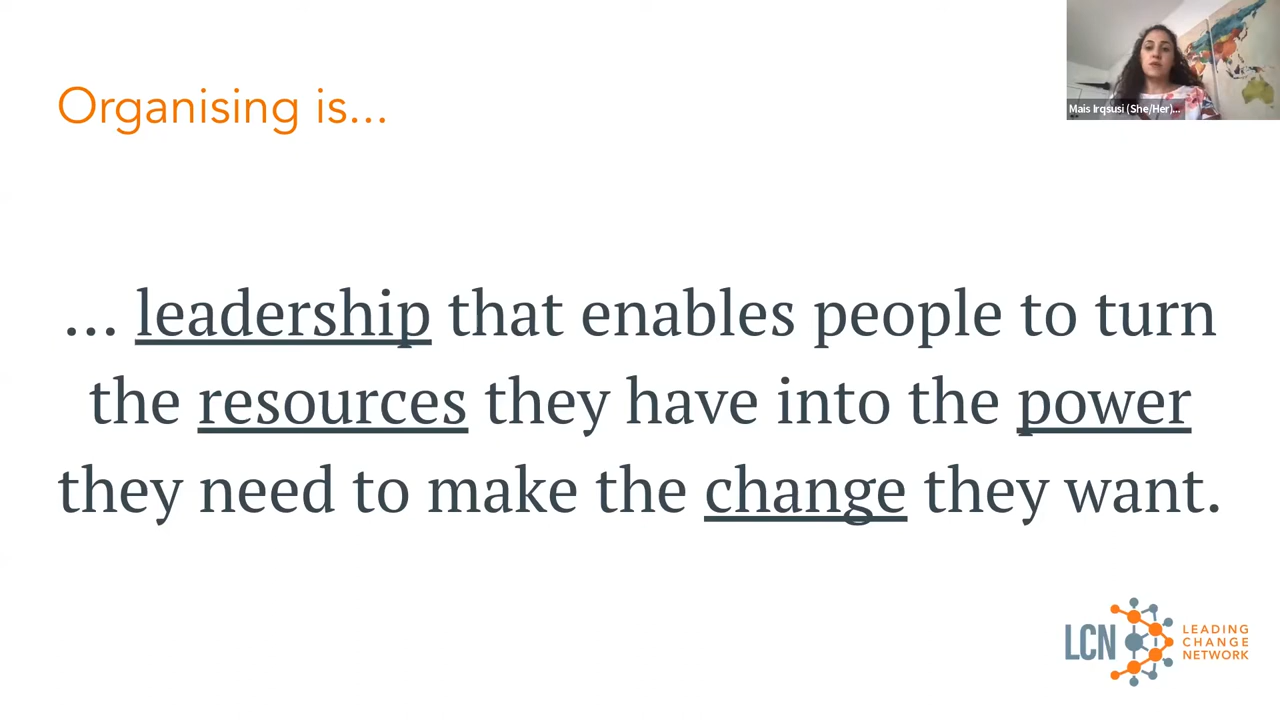 Organising is...
Mais Irqsusi (She/Her)...
... leadership that enables people to turn
the resources they have into the power
they need to make the change they want.
LCN
LEADING
CHANGE
NETWORK